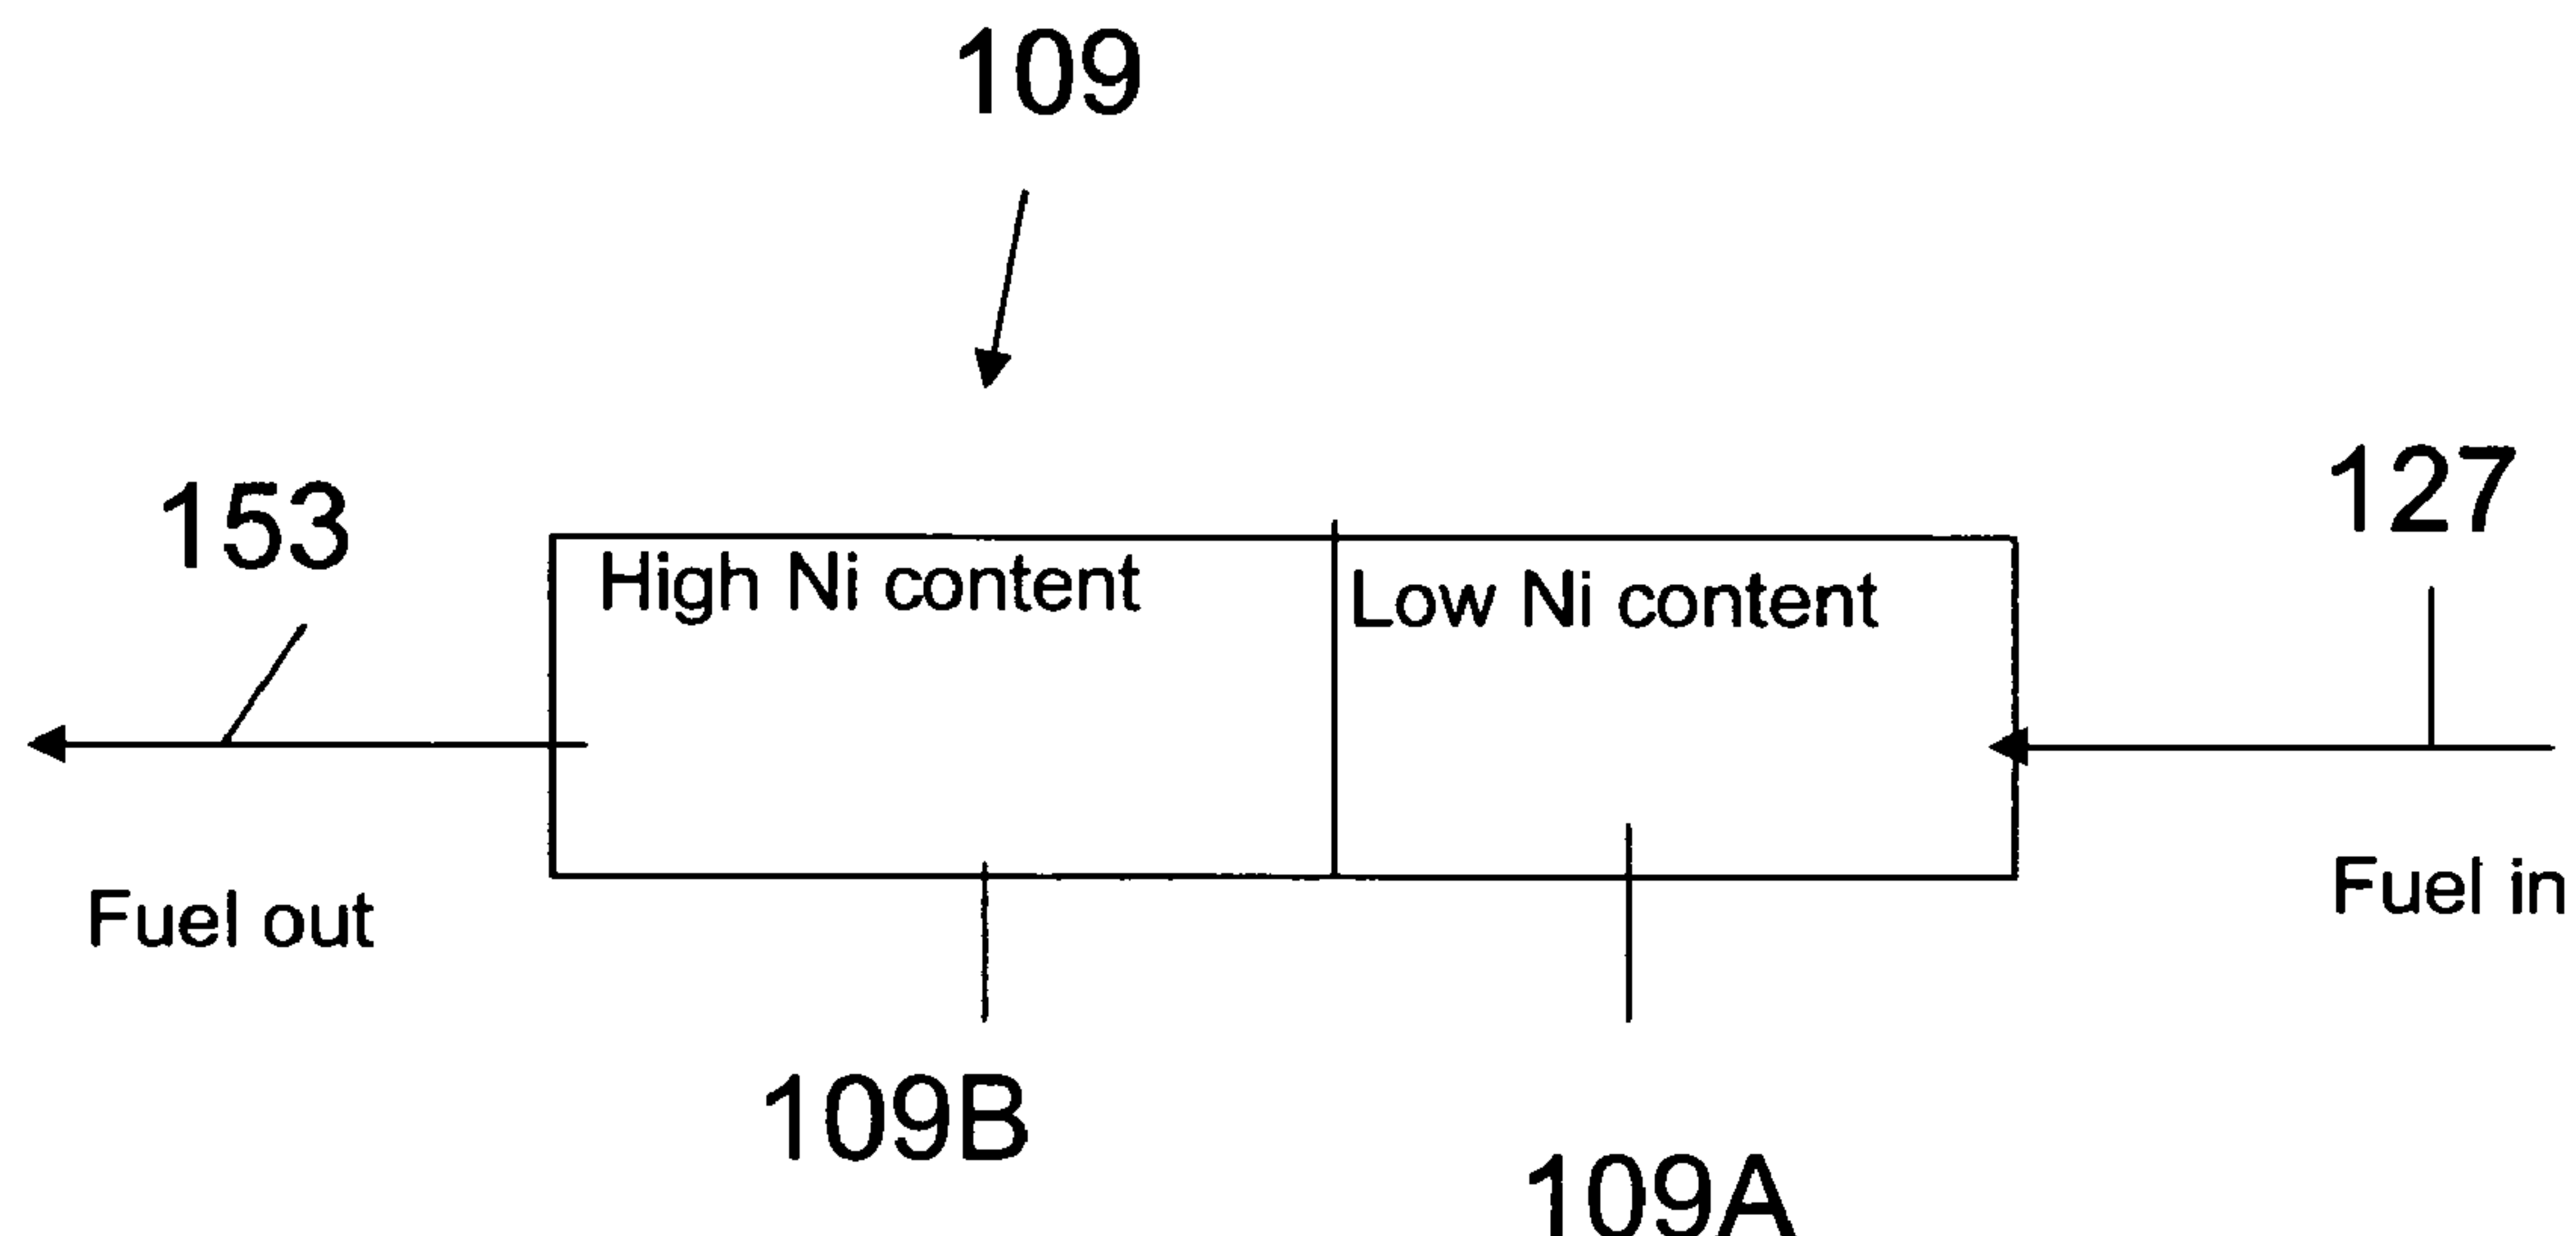 109
153
127
High Ni content
Low Ni content
Fuel out
Fuel in
109B
109A